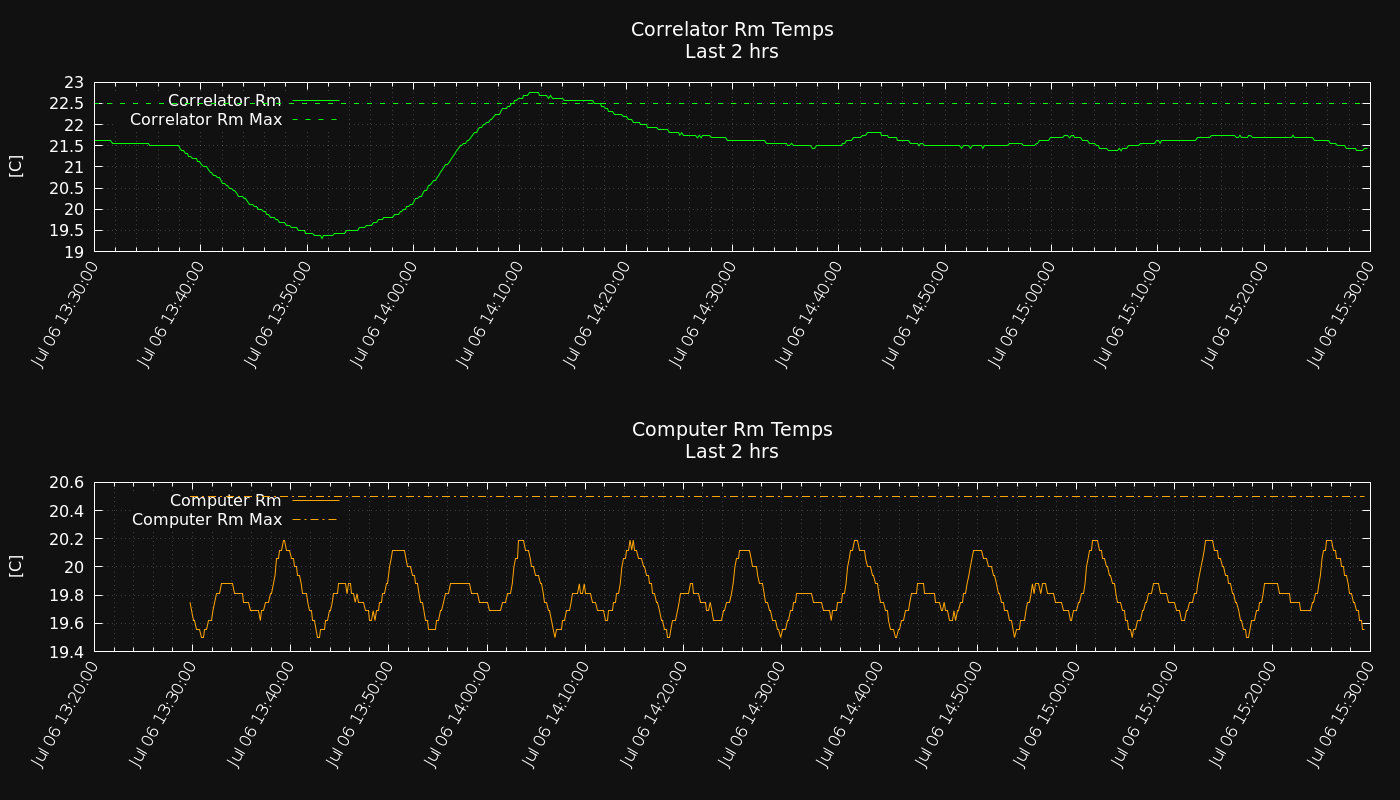 Correlator Rm Temps
Last 2 hrs
23
22.5
22
21.5
21
20.5
20
19.5
19
[C]
Correlator Rm
Correlator Rm Max
Jul 06 13:30:00
Jul 06 13:40:00
Jul 06 13:50:00
Jul 06 14:00:00
Jul 06 14:10:00
Jul 06 14:20:00
Jul 06 14:30:00
Jul 06 14:40:00
Jul 06 14:50:00
Jul 06 15:00:00
Jul 06 15:10:00
Jul 06 15:20:00
Jul 06 15:30:00
Computer Rm Temps
Last 2 hrs
20.6
20.4
20.2
20
19.8
19.6
19.4
[C]
Computer Rm
Computer Rm Max
Jul 06 13:20:00
Jul 06 13:30:00
Jul 06 13:40:00
Jul 06 13:50:00
Jul 06 14:00:00
Jul 06 14:10:00
Jul 06 14:20:00
Jul 06 14:30:00
Jul 06 14:40:00
Jul 06 14:50:00
Jul 06 15:00:00
Jul 06 15:10:00
Jul 06 15:20:00
Jul 06 15:30:00